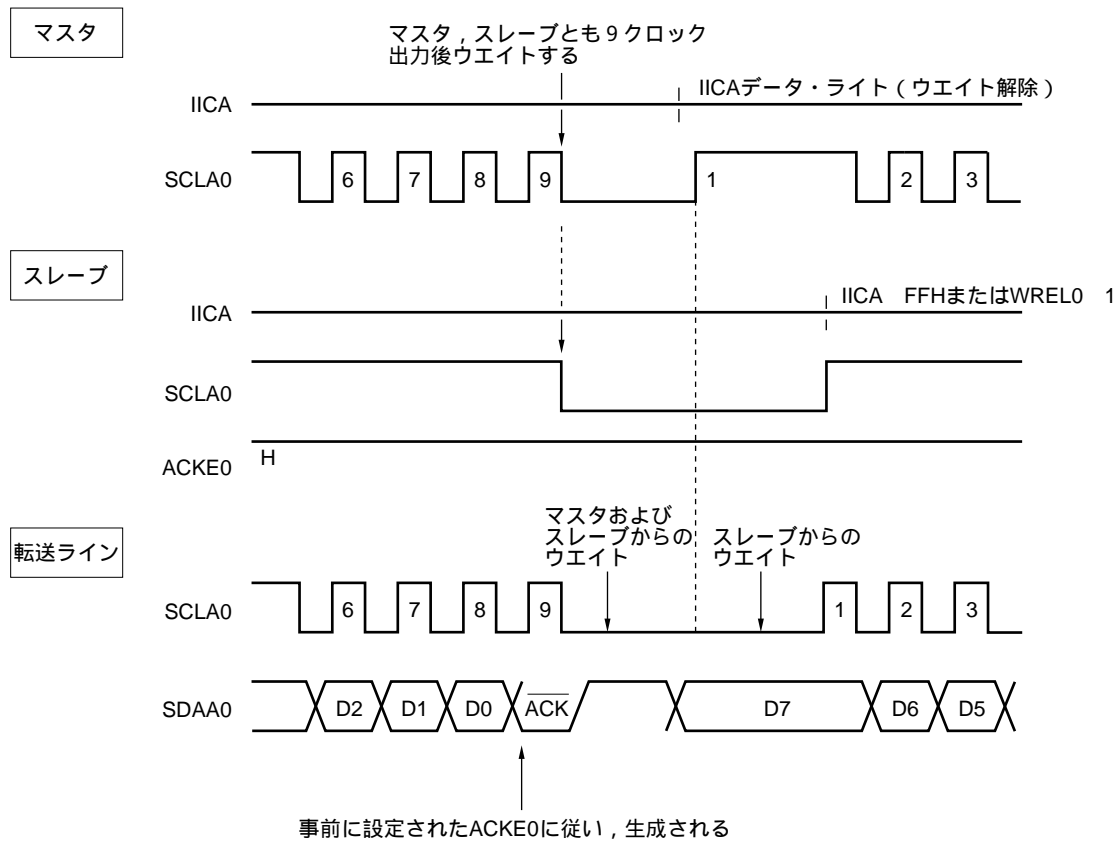 マスタ
マスタ，スレーブとも９クロック
出力後ウエイトする
IICAデータ・ライト（ウエイト解除）
IICA
SCLA0
6 7 8 9 1 2 3
スレーブ
IICA FFHまたはWREL0 1
IICA
SCLA0
ACKE0
H
転送ライン
マスタおよび
スレーブからの
ウエイト
スレーブからの
ウエイト
SCLA0
6 7 8 9 1 2 3
SDAA0
D2 D1 D0 ACK D7 D6 D5
事前に設定されたACKE0に従い，生成される